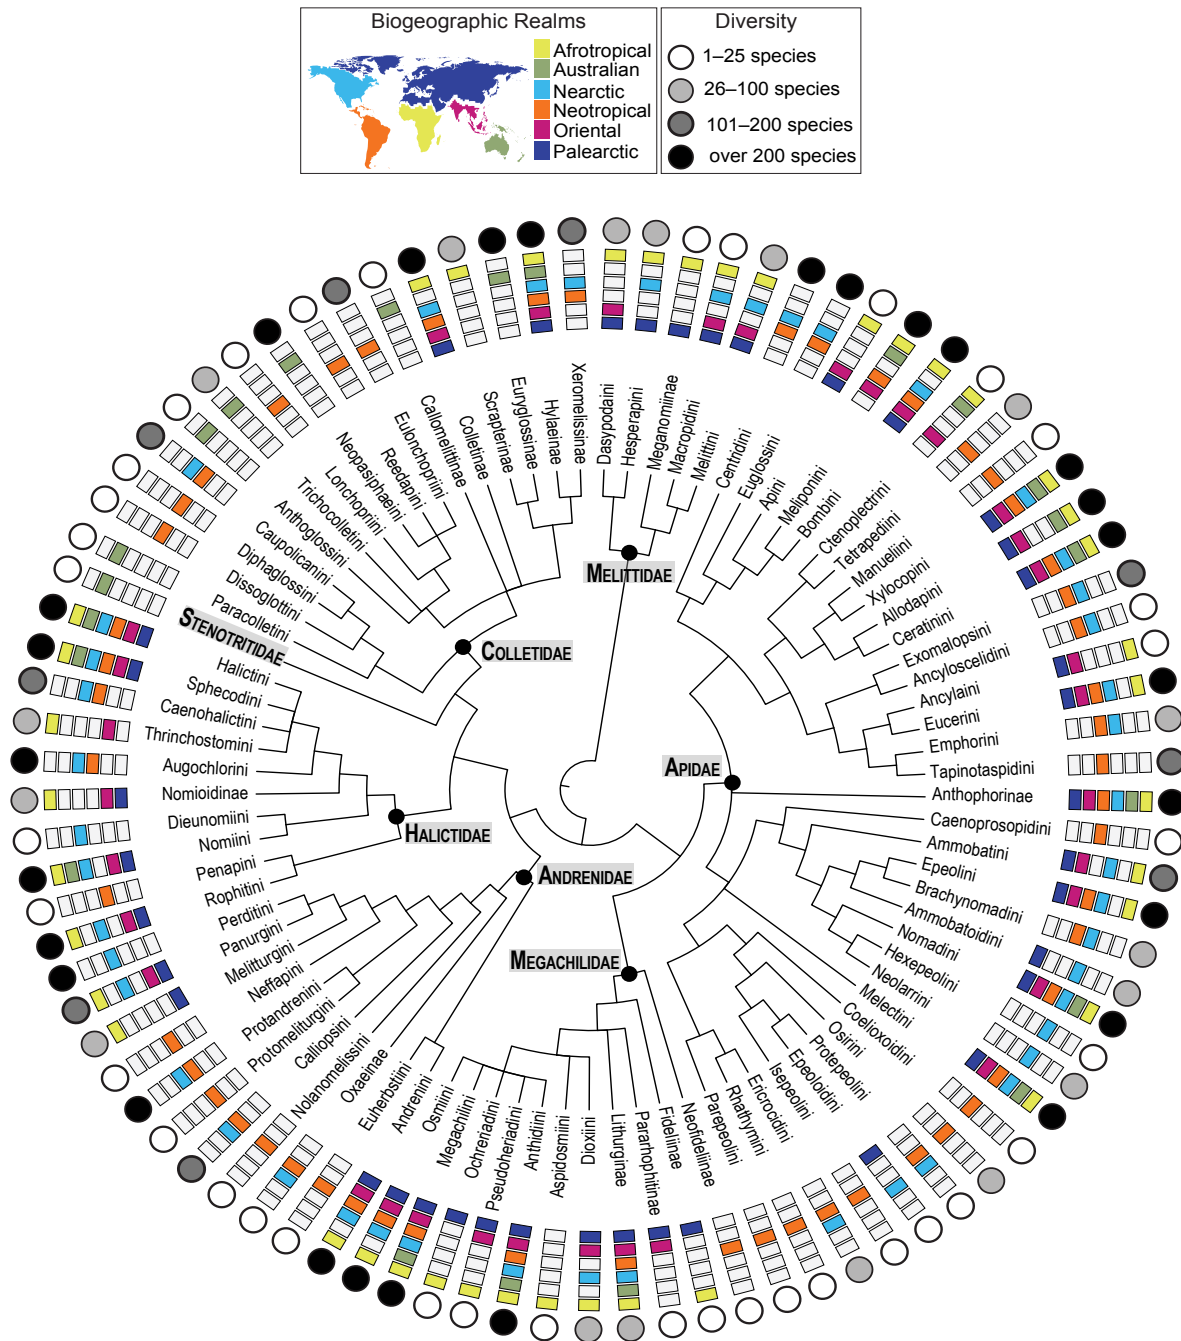 Biogeographic Realms
Afrotropical
Australian
Nearctic
Neotropical
Oriental
Palearctic
Diversity
1–25 species
26–100 species
101–200 species
over 200 species
Dasypodaini
Hesperapini
Meganomiinae
Macropidini
Melittini
Centridini
Euglossini
Apini
Meliponini
Bombini
Ctenoplectrini
Tetrapediini
Manueliini
Xylocopini
Allodapini
Ceratinini
Exomalopsini
Ancyloscelidini
Ancylaini
Eucerini
Emphorini
Tapinotaspidini
Anthophorinae
Caenoprosopidini
Ammobatini
Epeolini
Brachynomadini
Ammobatoidini
Nomadini
Hexepeolini
Neolarrini
Melectini
Coelioxoidini
Osirini
Protepeolini
Epeoloidini
Isepeolini
Ericrocidini
Rhathymini
Parepeolini
Neofideliinae
Fideliinae
Pararhophitinae
Lithurginae
Dioxiini
Aspidosmiini
Anthidiini
Pseudoheriadini
Ochreriadini
Megachilini
Osmiini
Andrenini
Euherbstiini
Oxaeinae
Nolanomelissini
Calliopsini
Protomeliturgini
Protandrenini
Neffapini
Melitturgini
Panurgini
Perditini
Rophitini
Penapini
Nomiini
Dieunomiini
Nomioidinae
Augochlorini
Thrinchostomini
Caenohalictini
Sphecodini
Halictini
STENOTRITIDAE
Paracolletini
Dissoglottini
Diphaglossini
Caupolicanini
Anthoglossini
Trichocolletini
Lonchoprini
Neopasiphaeini
Reedapini
Eulonchopriini
Callomelittinae
Colletinae
Scrapterinae
Euryglossinae
Hylaeinae
Xeromelissinae
MELITTIDAE
COLLETIDAE
APIDAE
HALICTIDAE
ANDRENIDAE
MEGACHILIDAE